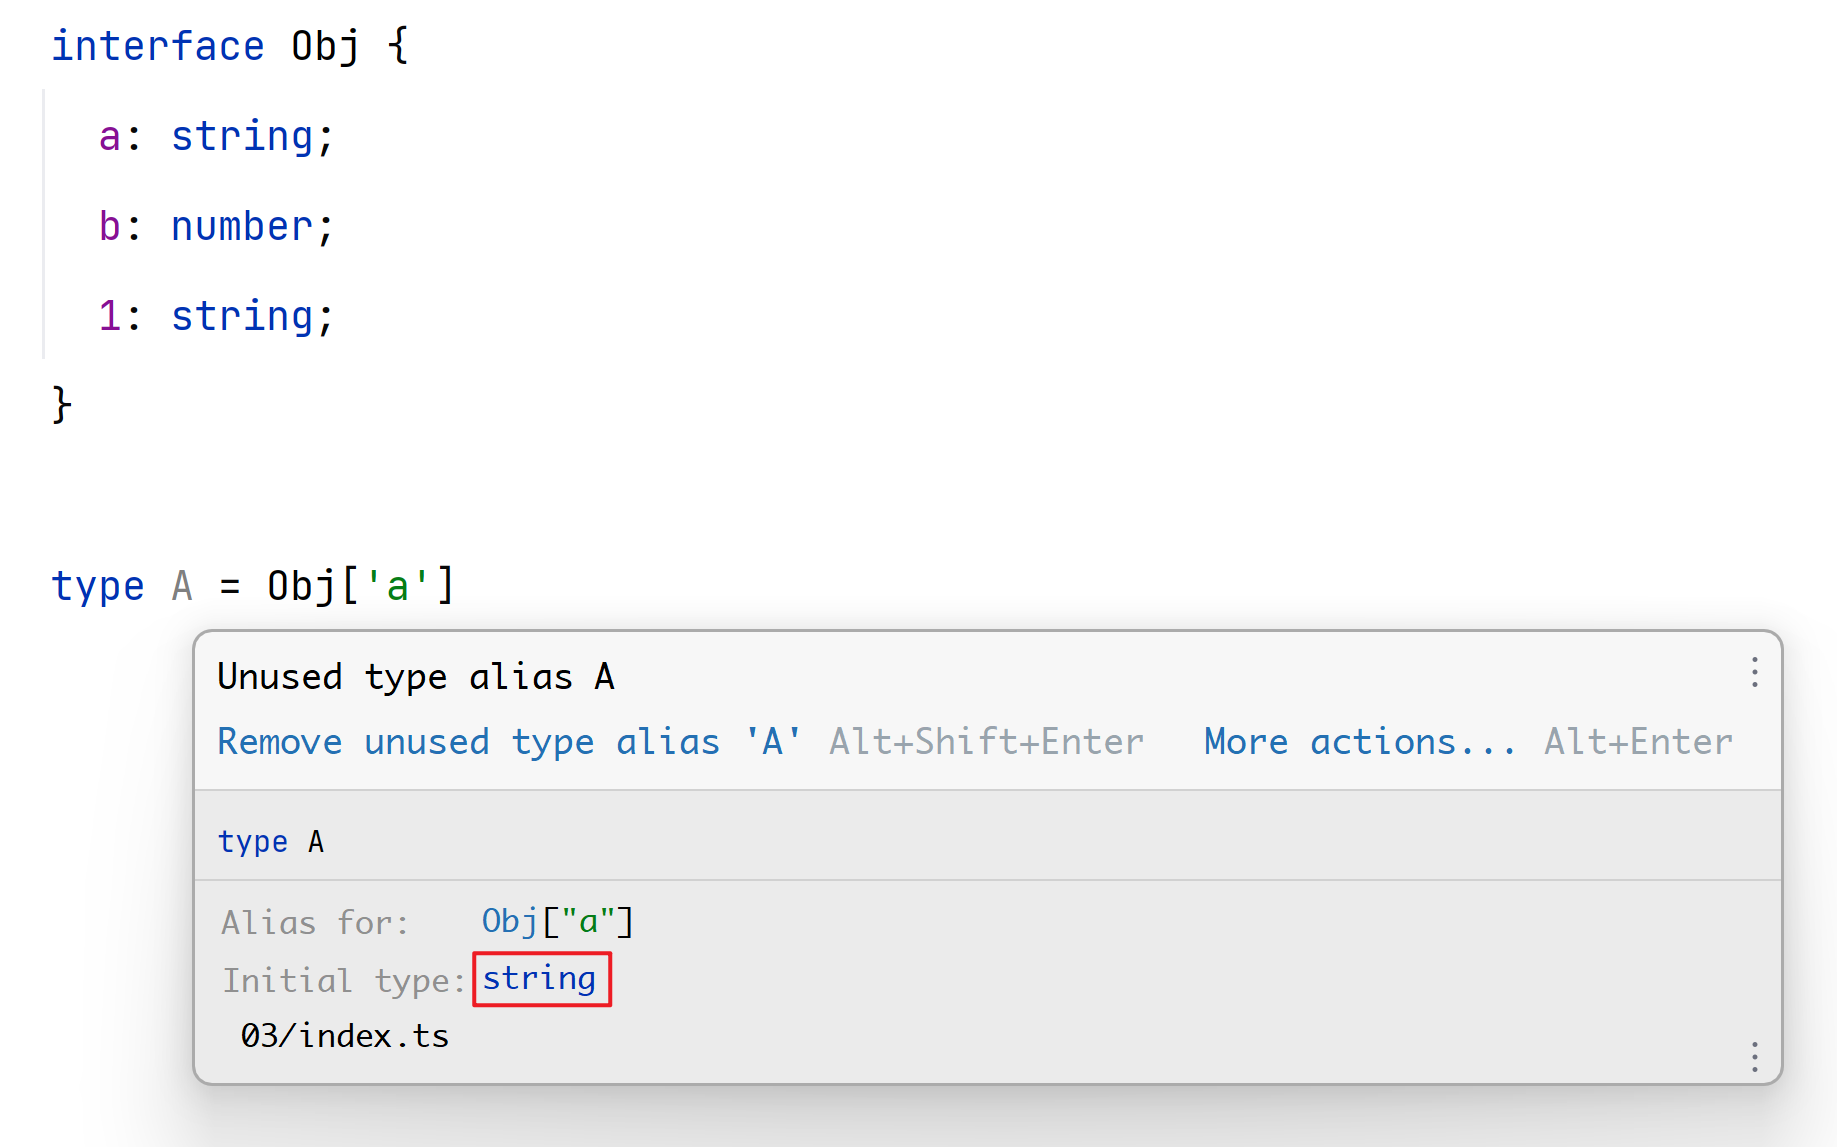 interface Obj {
a: string;
b: number;
1: string;
}
type A = Obj['a']
Unused type alias A
Remove unused type alias 'A' Alt+Shift+Enter More actions... Alt+Enter
type A
Alias for: Obj["a"]
Initial type: string
03/index.ts